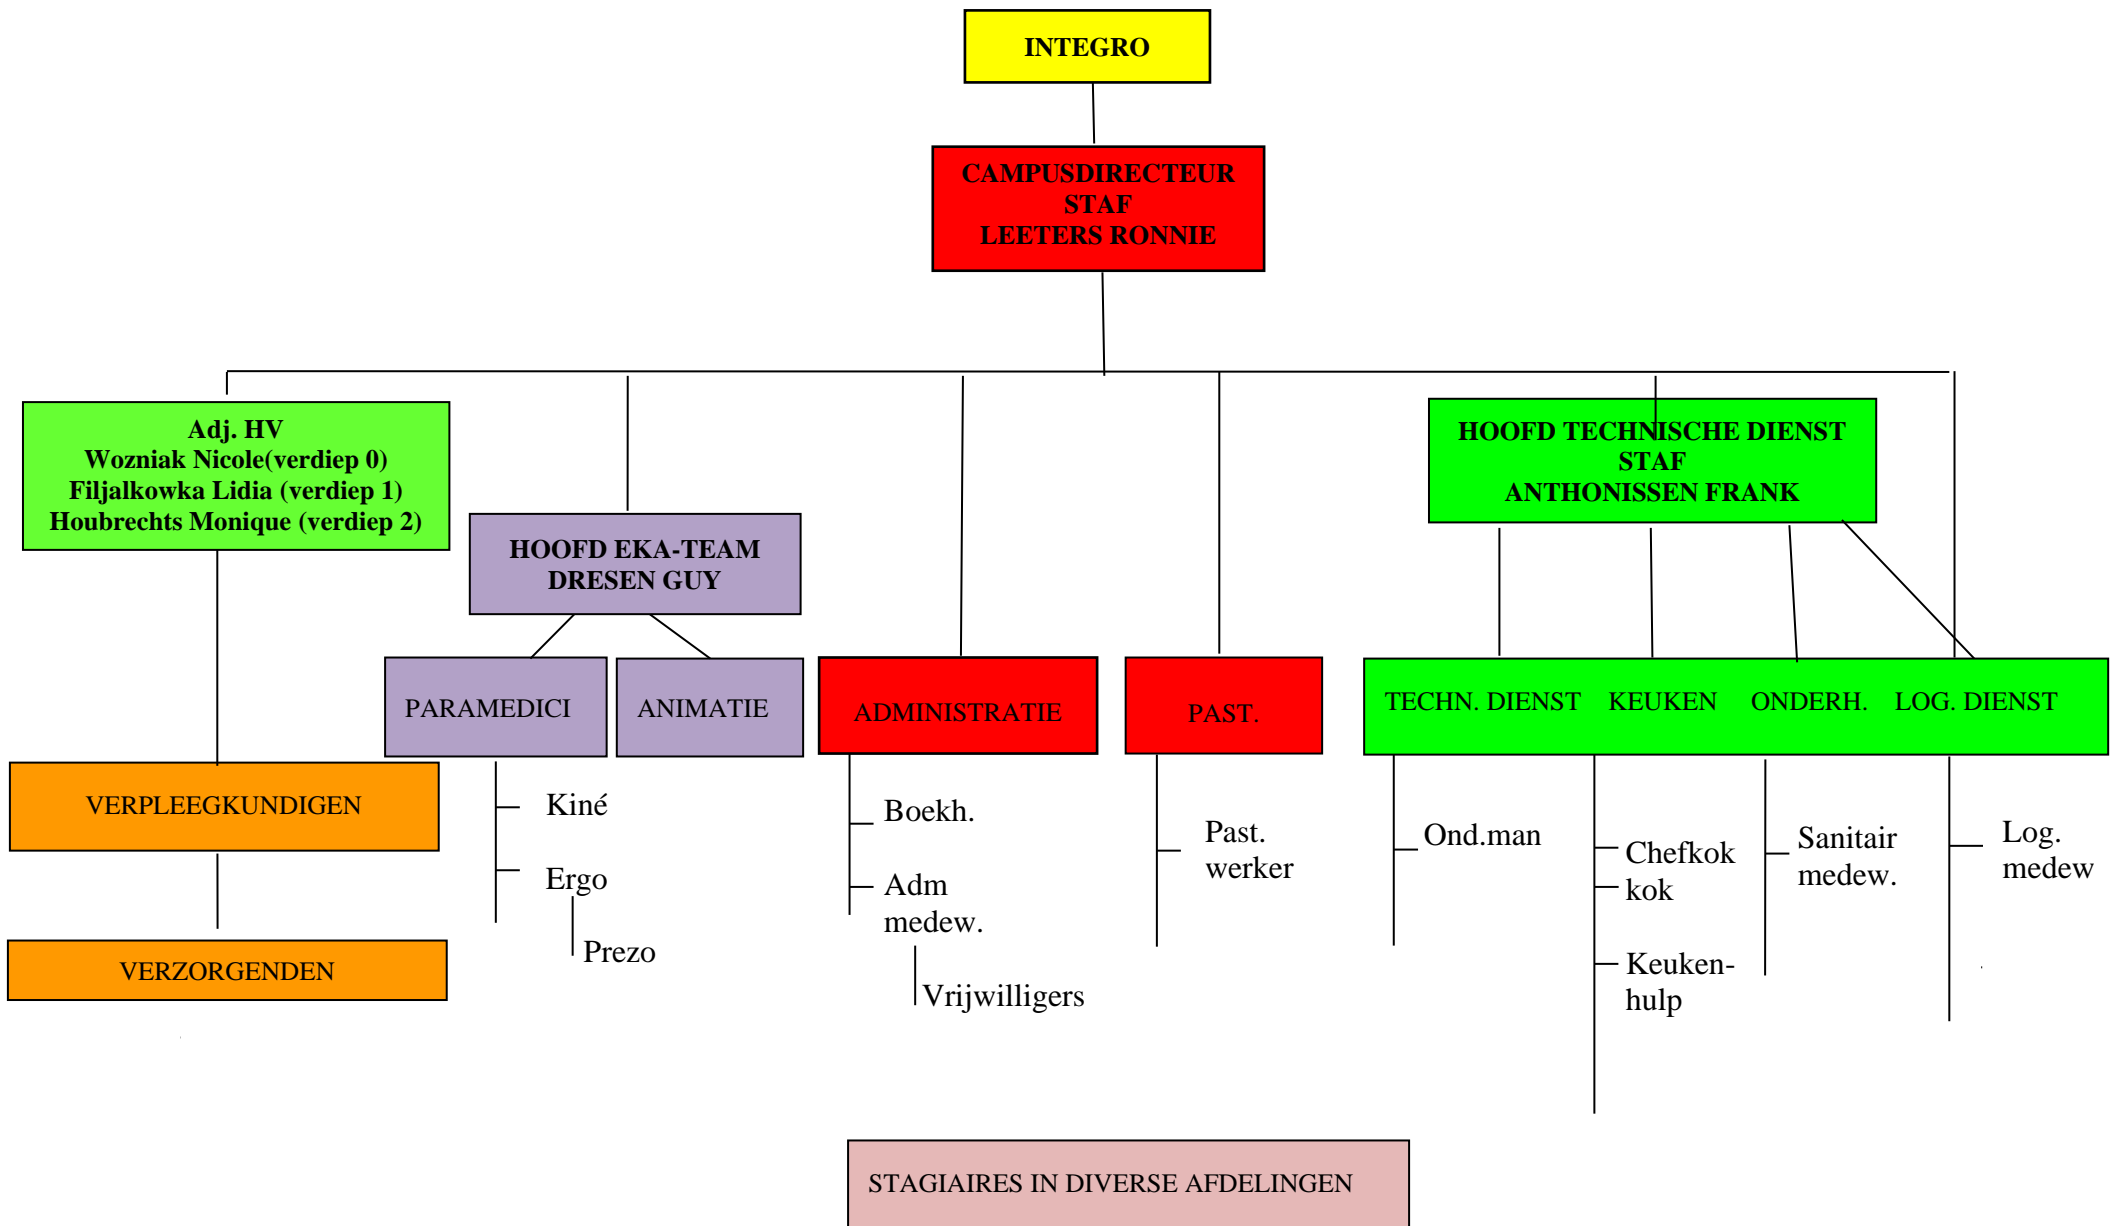 INTEGRO
CAMPUSDIRECTEUR
STAF
LEETERS RONNIE
Adj. HV
Wozniak Nicole(verdiep 0)
Filjalkowka Lidia (verdiep 1)
Houbrechts Monique (verdiep 2)
HOOFD TECHNISCHE DIENST
STAF
ANTHONISSEN FRANK
HOOFD EKA-TEAM
DRESEN GUY
PARAMEDICI
ANIMATIE
ADMINISTRATIE
PAST.
TECHN. DIENST KEUKEN ONDERH. LOG. DIENST
VERPLEEGKUNDIGEN
VERZORGENDEN
Kiné
Ergo
Prezo
Boekh.
Adm
medew.
Vrijwilligers
Past.
werker
Ond.man
Chefkok
kok
Keuken-
hulp
Sanitair
medew.
Log.
medew
STAGIAIRES IN DIVERSE AFDELINGEN